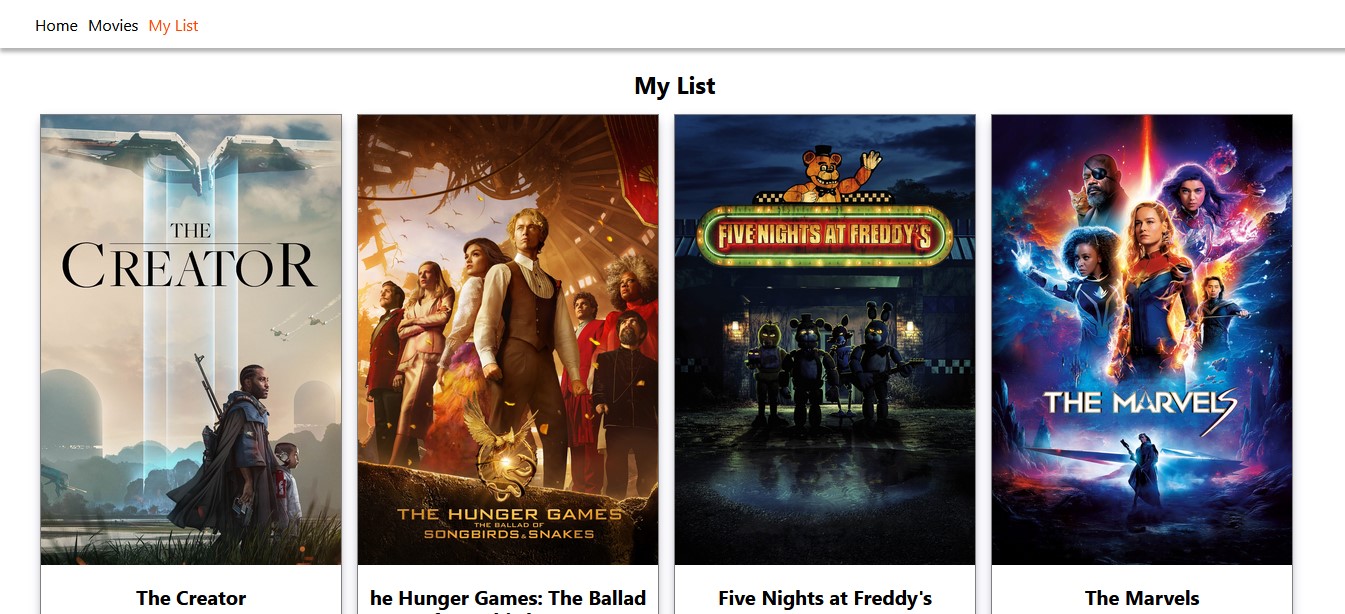 Home Movies My List
My List
THE
CREATOR
THE HUNGER GAMES
THE BALLAD OF
SONGBIRDS & SNAKES
FIVE NIGHTS AT FREDDY'S
THE MARVELS
The Creator
he Hunger Games: The Ballad
Five Nights at Freddy's
The Marvels